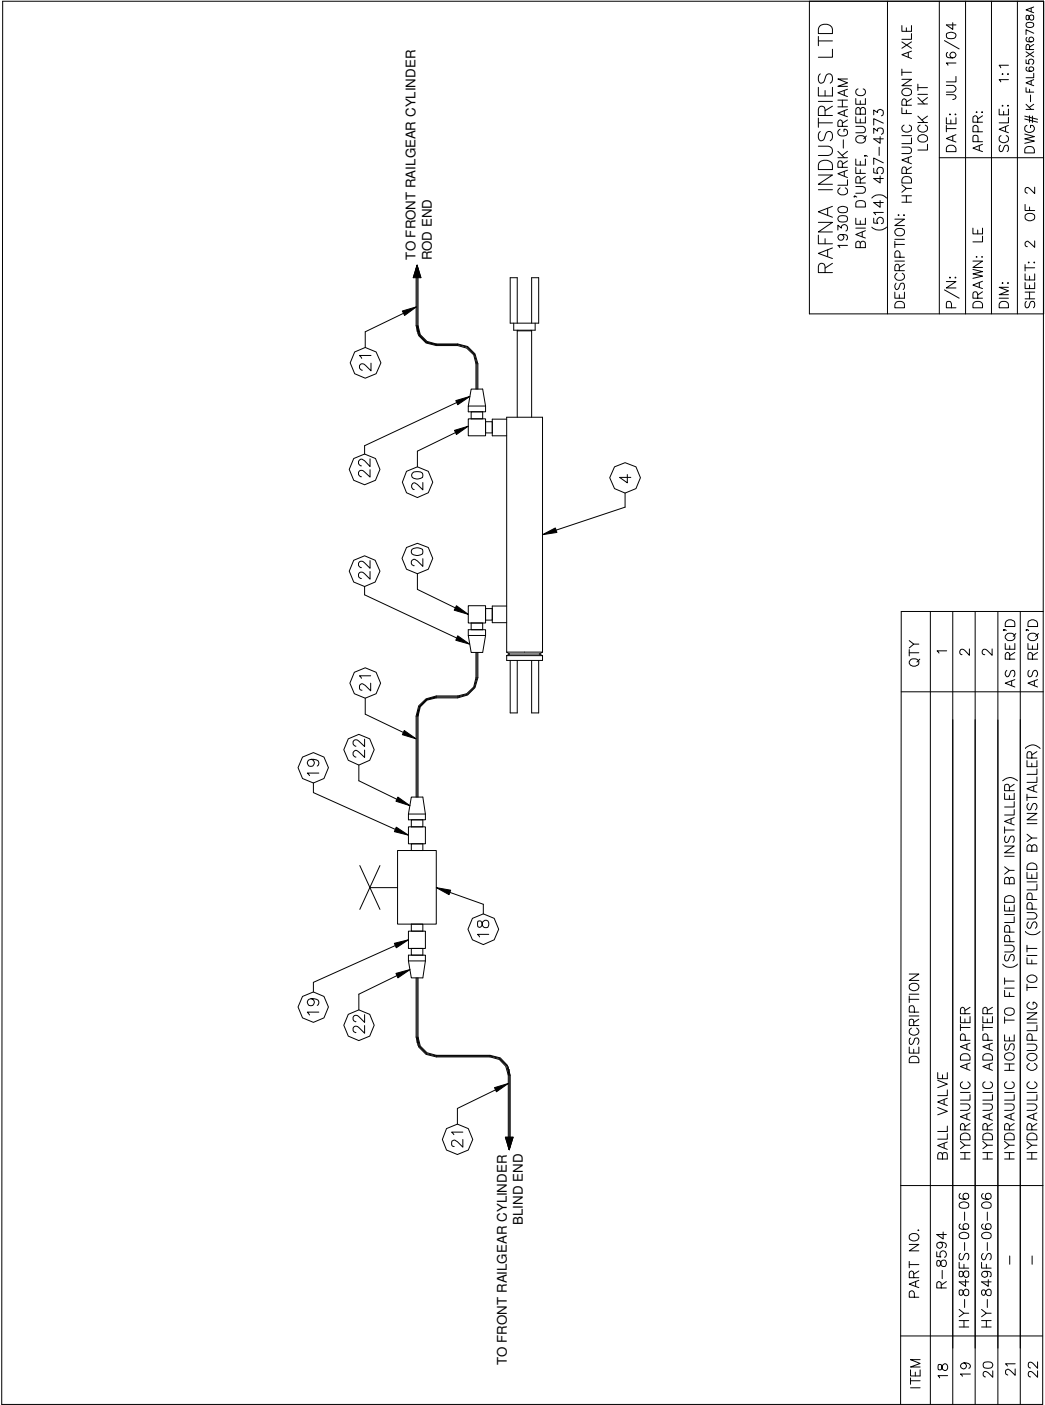 TO FRONT RAILGEAR CYLINDER
BLIND END
21
22
19
18
19
22
21
22
20
4
20
22
21
TO FRONT RAILGEAR CYLINDER
ROD END
ITEM PART NO. DESCRIPTION QTY
18 R-8594 BALL VALVE 1
19 HY-848FS-06-06 HYDRAULIC ADAPTER 2
20 HY-849FS-06-06 HYDRAULIC ADAPTER 2
21 - HYDRAULIC HOSE TO FIT (SUPPLIED BY INSTALLER) AS REQ'D
22 - HYDRAULIC COUPLING TO FIT (SUPPLIED BY INSTALLER) AS REQ'D
RAFNA INDUSTRIES LTD
19300 CLARK-GRAHAM
BAIE D'URFE, QUEBEC
(514) 457-4373
DESCRIPTION: HYDRAULIC FRONT AXLE
LOCK KIT
P/N: DATE: JUL 16/04
DRAWN: LE APPR:
DIM: SCALE: 1:1
SHEET: 2 OF 2 DWG# K-FAL65XR6708A